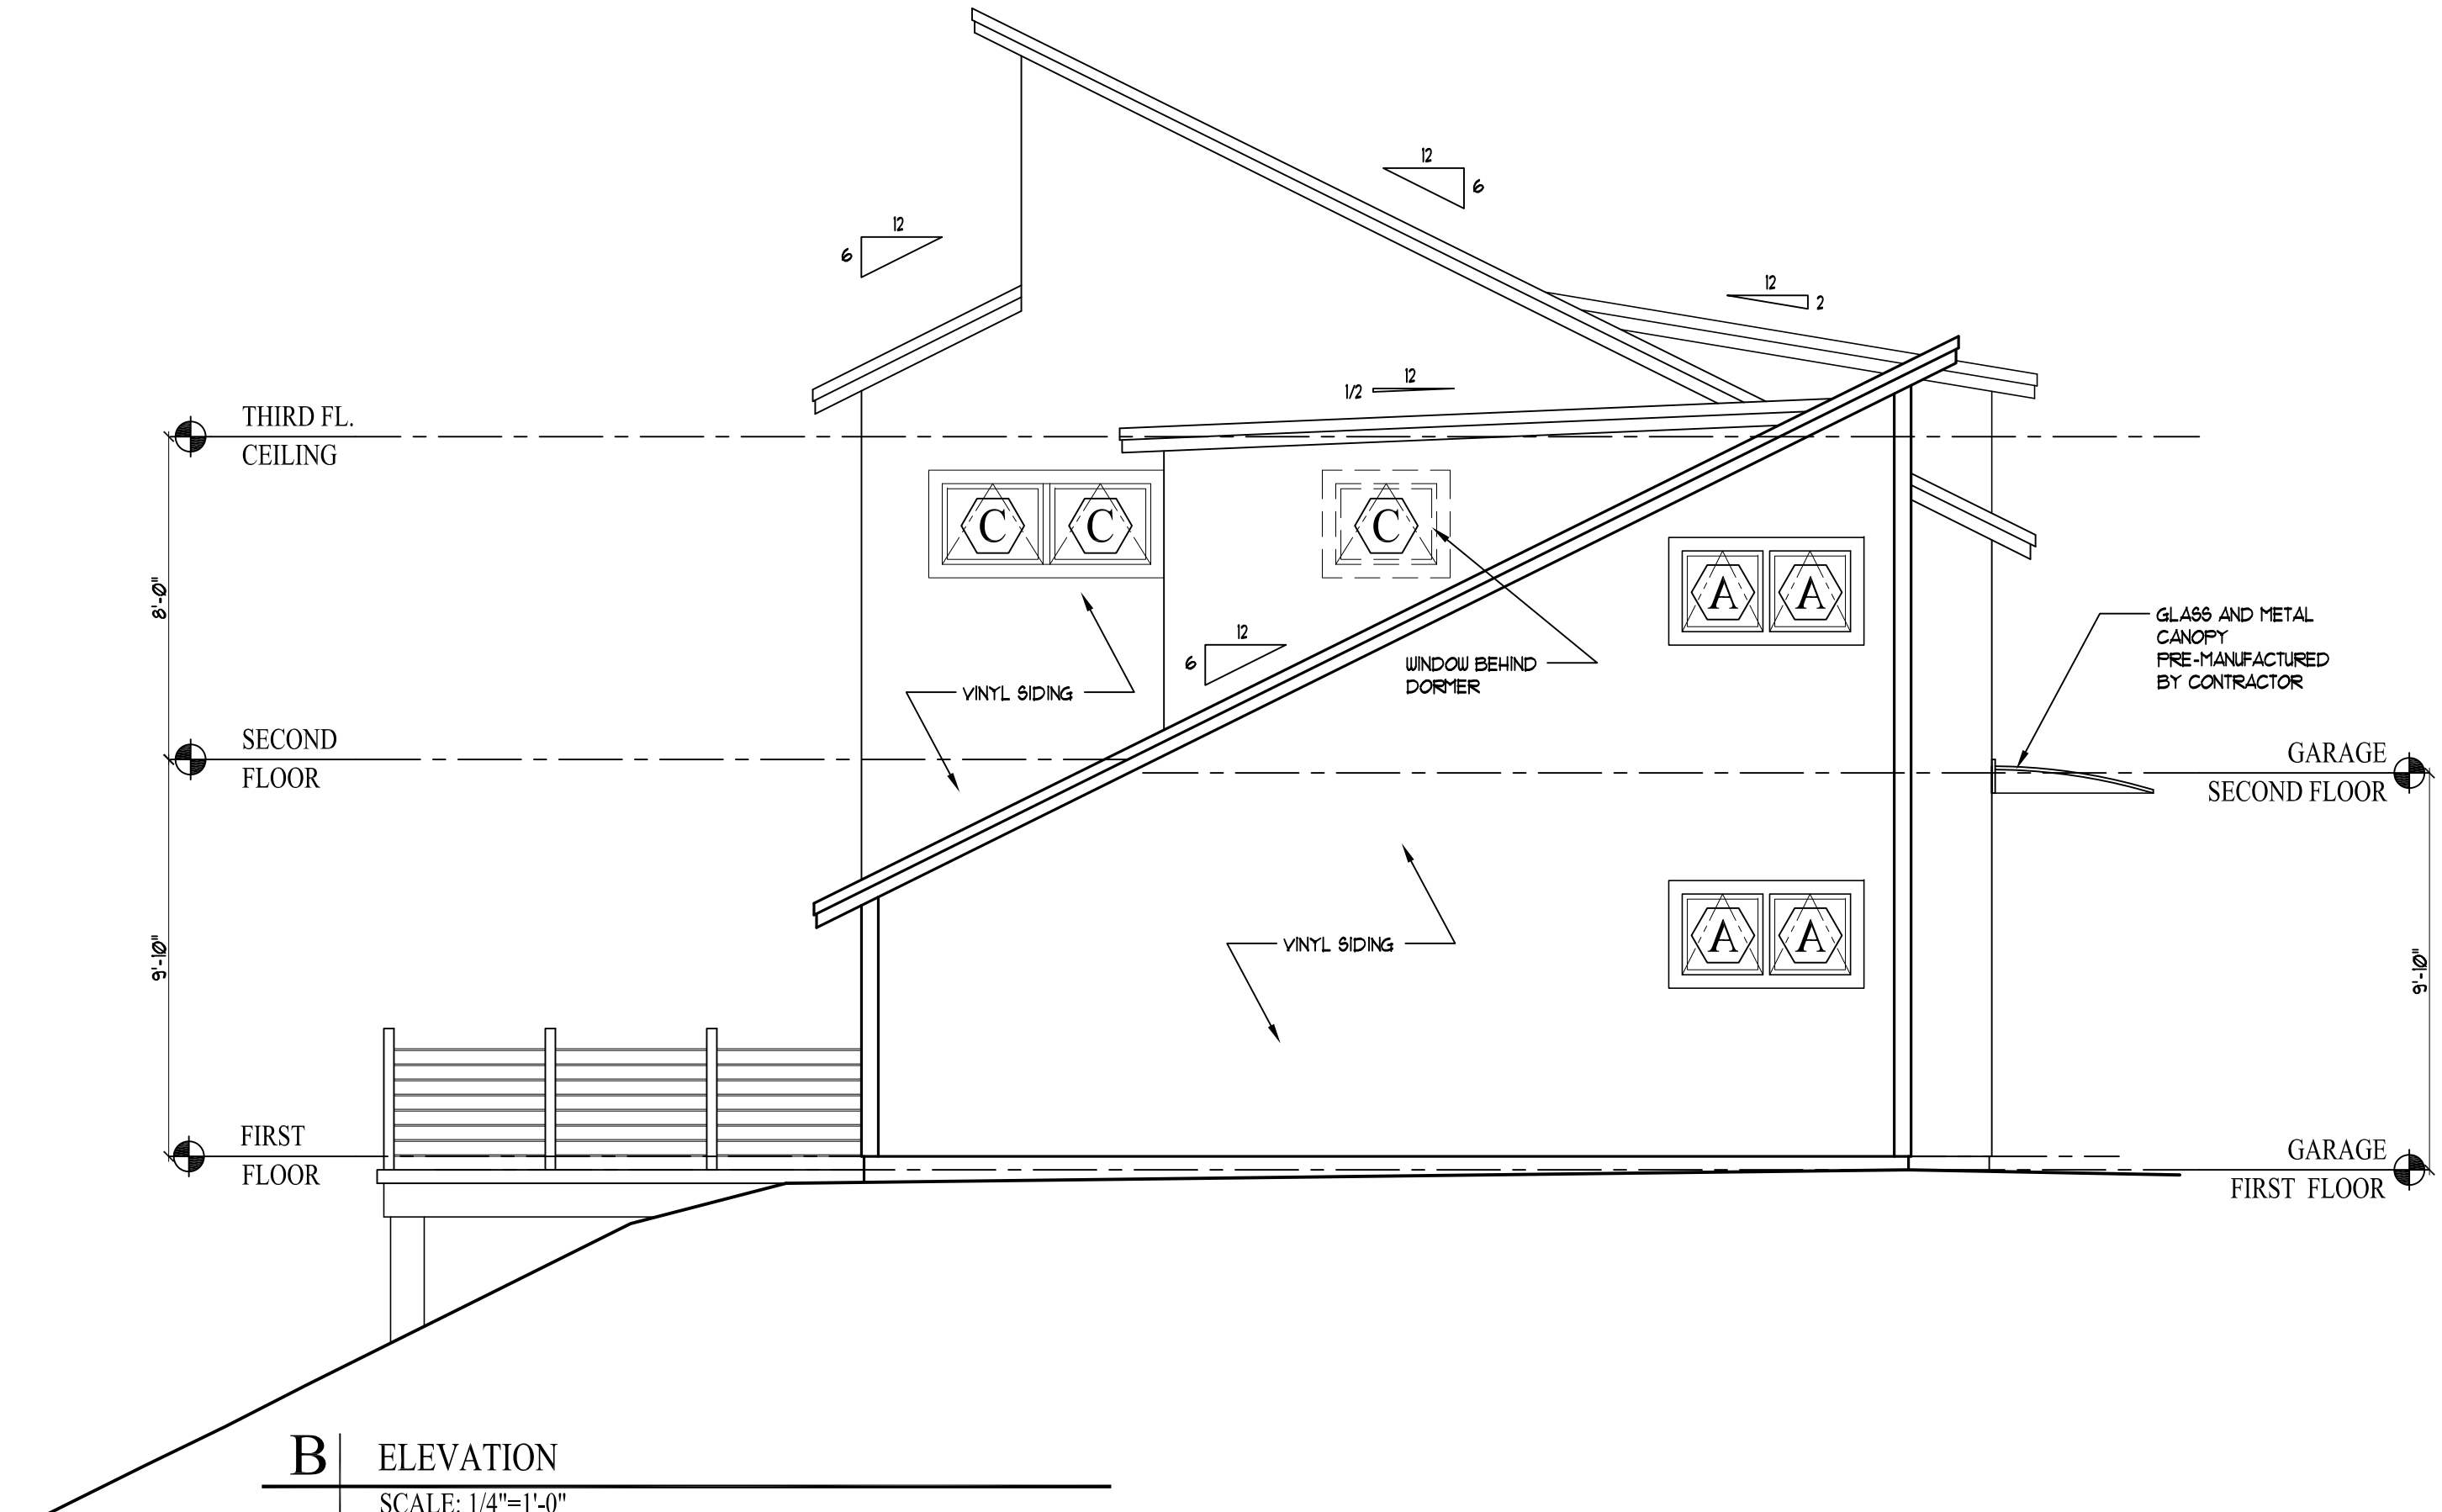 12
6
12
6
12
2
12
1/2
THIRD FL.
CEILING
C
C
C
A
A
8'-0"
12
6
WINDOW BEHIND
DORMER
VINYL SIDING
GLASS AND METAL
CANOPY
PRE-MANUFACTURED
BY CONTRACTOR
SECOND
FLOOR
GARAGE
SECOND FLOOR
A
A
VINYL SIDING
9'-10"
9'-10"
FIRST
FLOOR
GARAGE
FIRST FLOOR
B
ELEVATION
SCALE: 1/4"=1'-0"